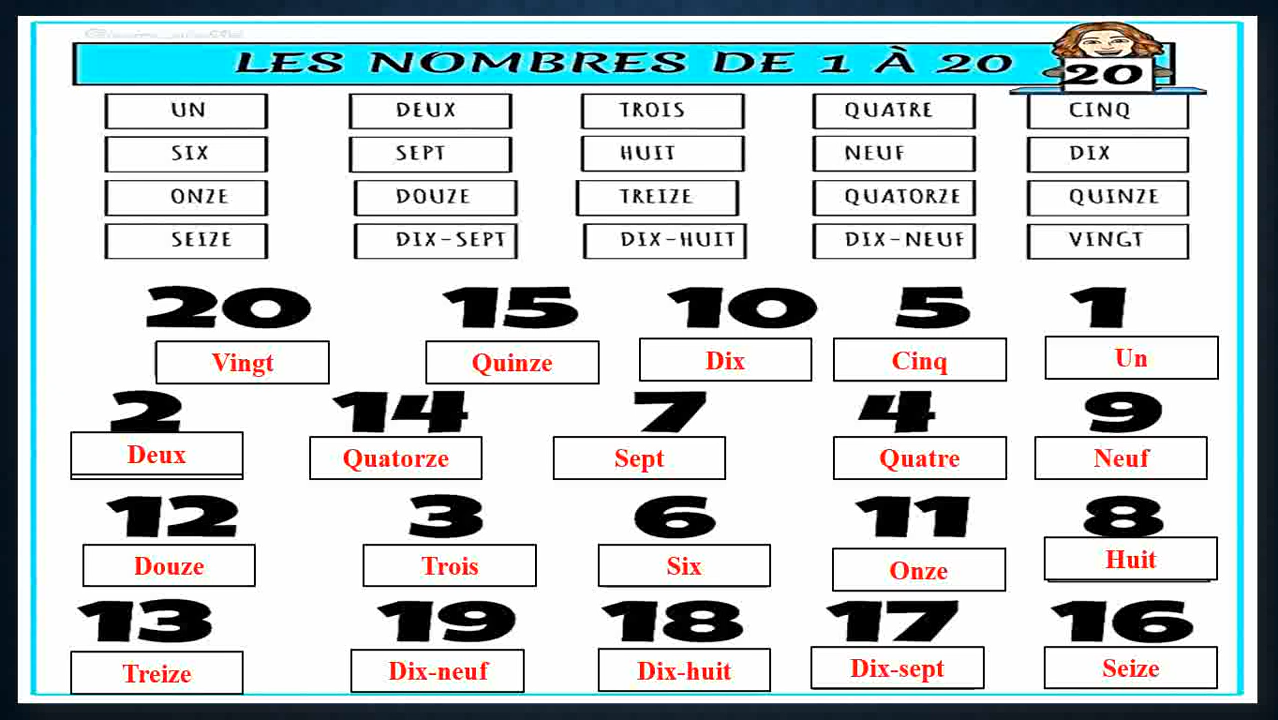 LES NOMBRES DE 1 À 20
20
UN DEUX TROIS QUATRE CINQ
SIX SEPT HUIT NEUF DIX
ONZE DOUZE TREIZE QUATORZE QUINZE
SEIZE DIX-SEPT DIX-HUIT DIX-NEUF VINGT
20 15 10 5 1
Vingt Quinze Dix Cinq Un
2 14 7 4 9
Deux Quatorze Sept Quatre Neuf
12 3 6 11 8
Douze Trois Six Onze Huit
13 19 18 17 16
Treize Dix-neuf Dix-huit Dix-sept Seize